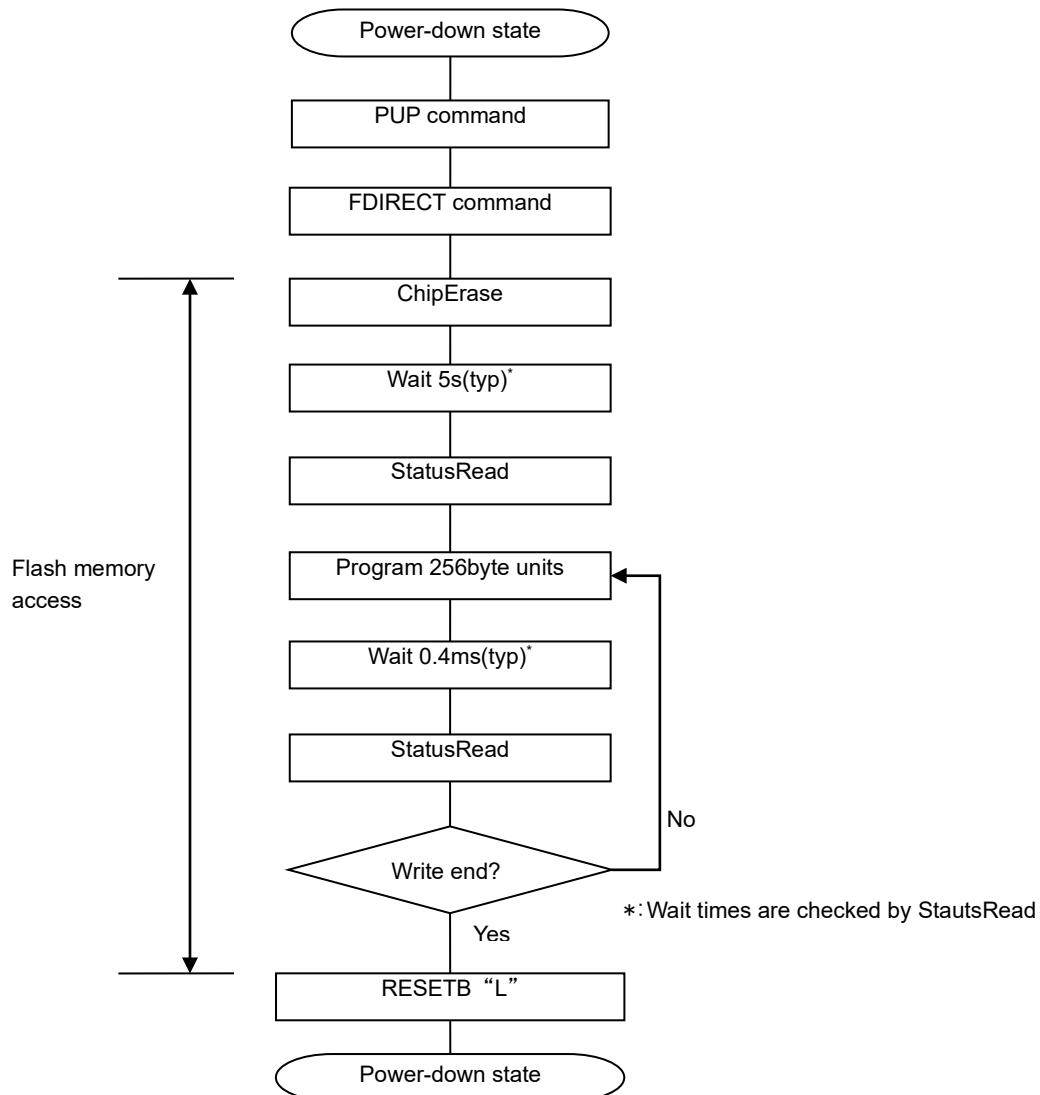 Power-down state
PUP command
FDIRECT command
ChipErase
Wait 5s(typ)*
StatusRead
Program 256byte units
Flash memory
access
Wait 0.4ms(typ)*
StatusRead
No
Write end?
*:Wait times are checked by StautsRead
Yes
RESETB “L”
Power-down state